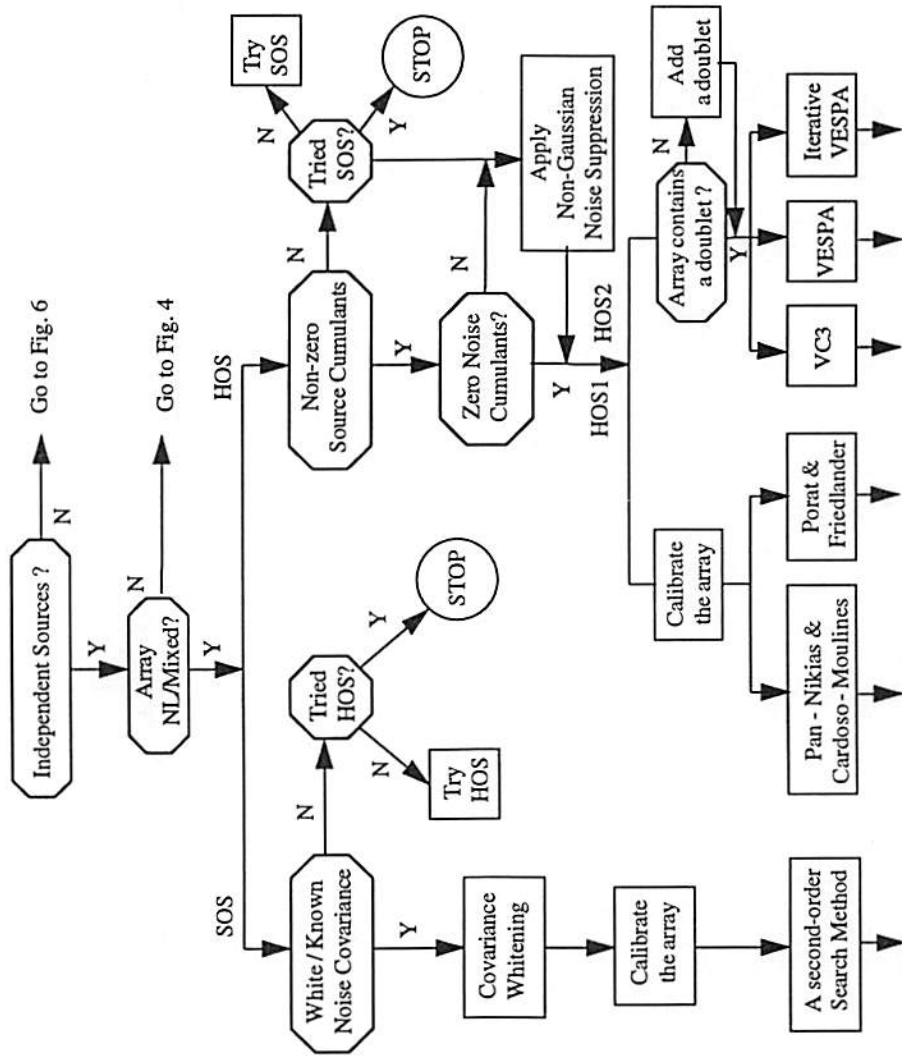 Independent Sources ?
N
Go to Fig. 6
Y
Array
NL/Mixed?
N
Go to Fig. 4
Y
SOS
HOS
White / Known
Noise Covariance
N
Tried
HOS?
Y
STOP
N
Try
HOS
Y
Covariance
Whitening
Calibrate
the array
A second-order
Search Method
Non-zero
Source Cumulants
N
Tried
SOS?
N
Try
SOS
Y
STOP
Y
Zero Noise
Cumulants?
N
Apply
Non-Gaussian
Noise Suppression
Y
HOS1
HOS2
Calibrate
the array
Pan - Nikias &
Cardoso - Moulines
Porat &
Friedlander
Array contains
a doublet ?
N
Add
a doublet
Y
VC3
VESPA
Iterative
VESPA